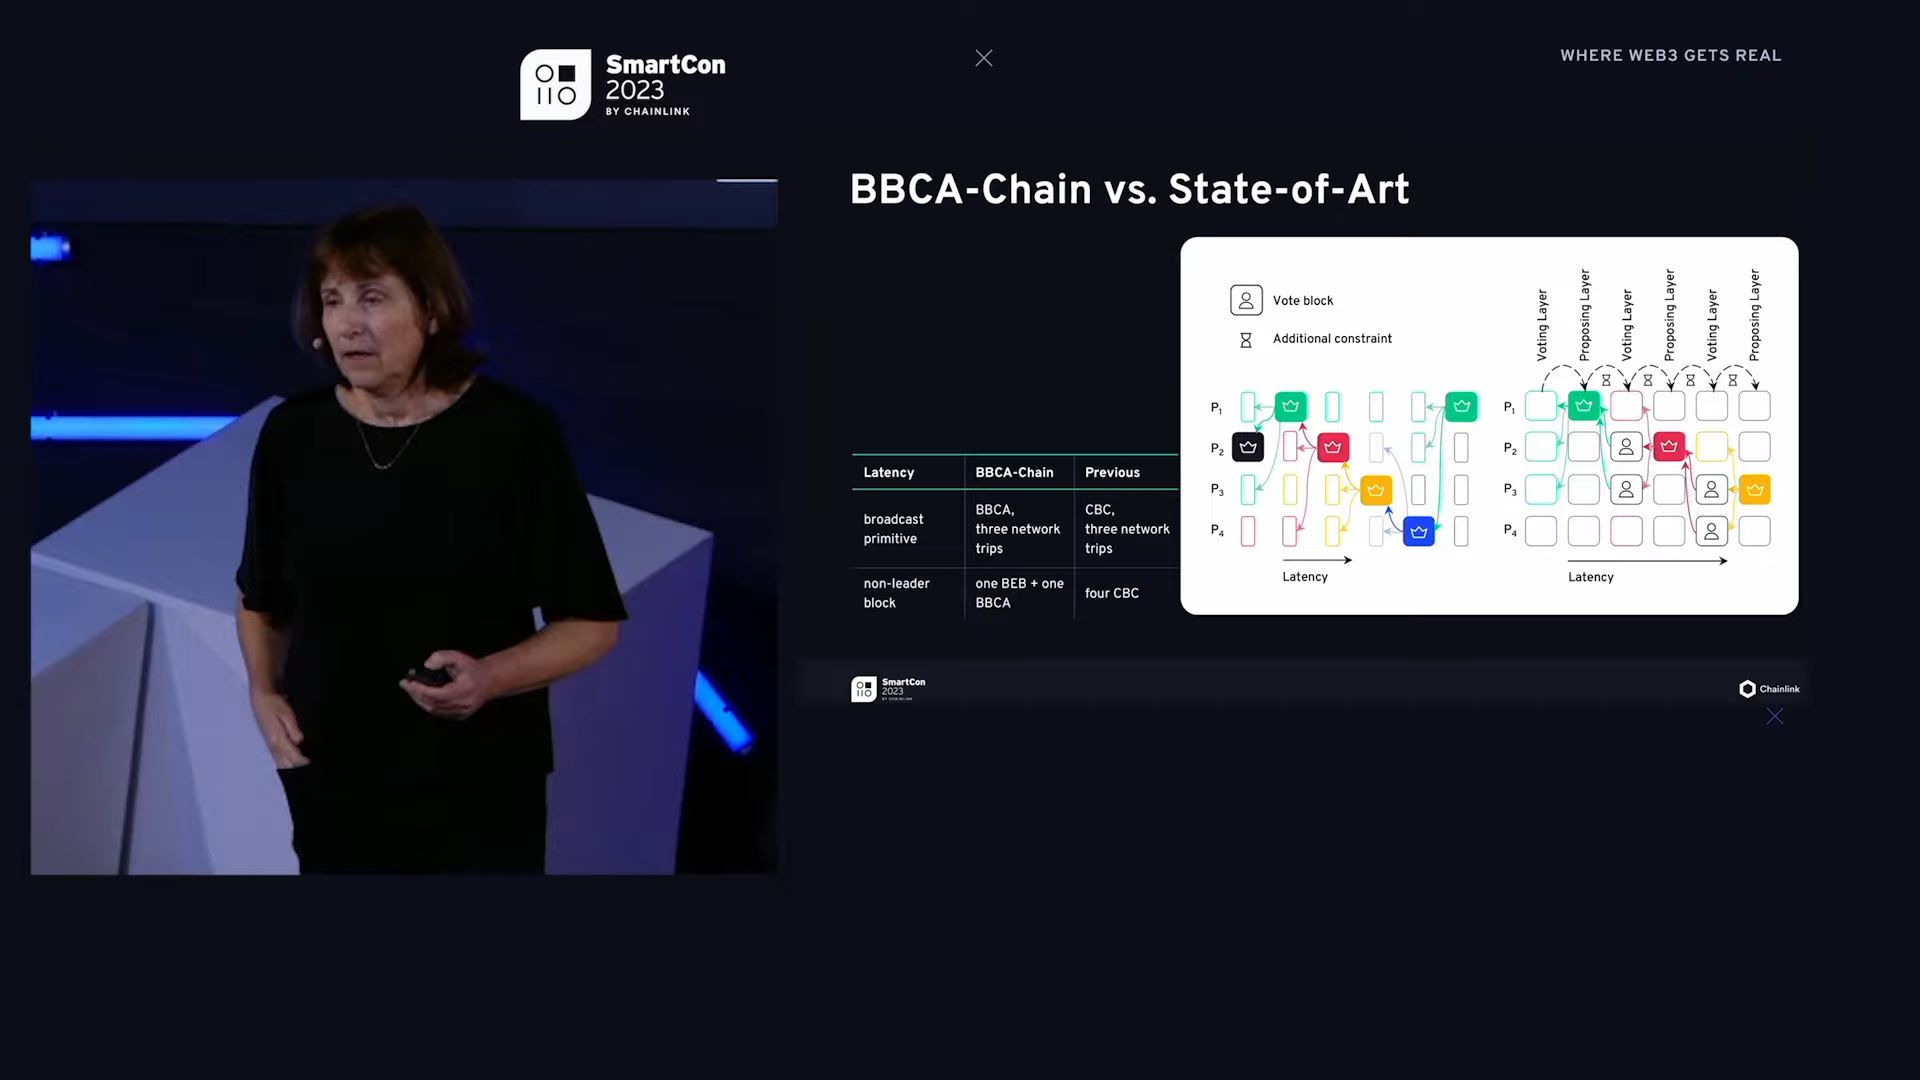 SmartCon
2023
BY CHAINLINK
WHERE WEB3 GETS REAL
BBCA-Chain vs. State-of-Art
Latency BBCA-Chain Previous
broadcast primitive BBCA, three network trips CBC, three network trips
non-leader block one BEB + one BBCA four CBC
Vote block
Additional constraint
P1
P2
P3
P4
Latency
Voting Layer
Proposing Layer
Voting Layer
Proposing Layer
Voting Layer
Proposing Layer
P1
P2
P3
P4
Latency
SmartCon
2023
BY CHAINLINK
Chainlink